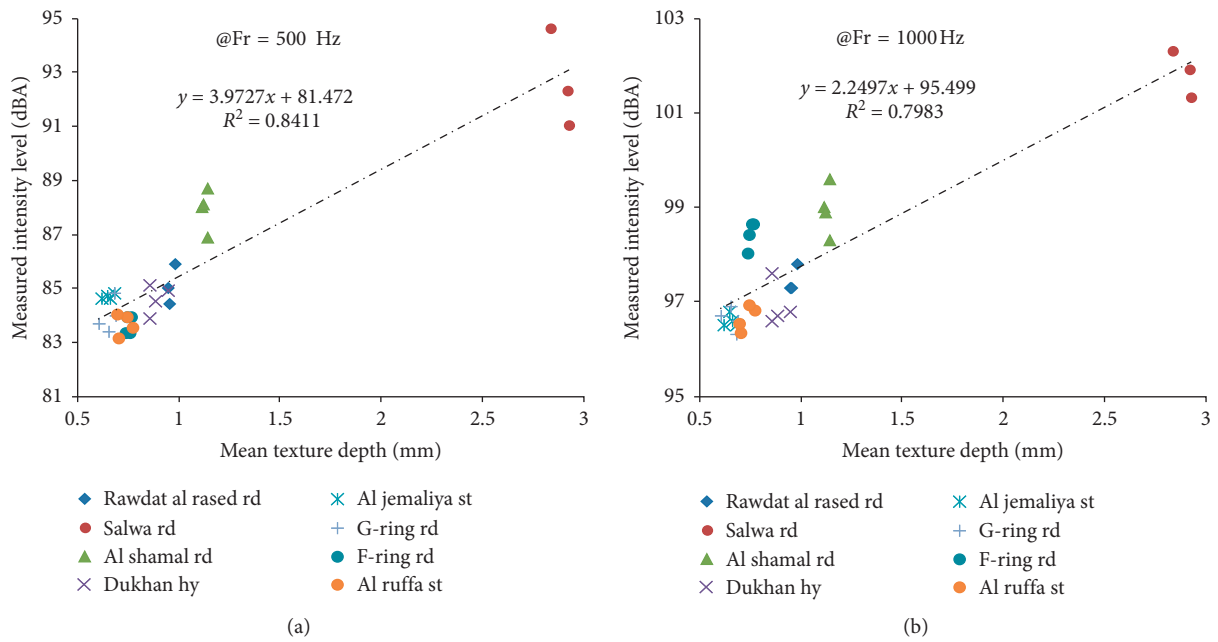 95
93
91
89
87
85
83
81
Measured intensity level (dBA)
@Fr = 500 Hz
y = 3.9727x + 81.472
R² = 0.8411
0.5 1 1.5 2 2.5 3
Mean texture depth (mm)
Rawdat al rased rd
Salwa rd
Al shamal rd
Dukhan hy
Al jemaliya st
G-ring rd
F-ring rd
Al ruffa st
(a)
103
101
99
97
95
Measured intensity level (dBA)
@Fr = 1000 Hz
y = 2.2497x + 95.499
R² = 0.7983
0.5 1 1.5 2 2.5 3
Mean texture depth (mm)
Rawdat al rased rd
Salwa rd
Al shamal rd
Dukhan hy
Al jemaliya st
G-ring rd
F-ring rd
Al ruffa st
(b)